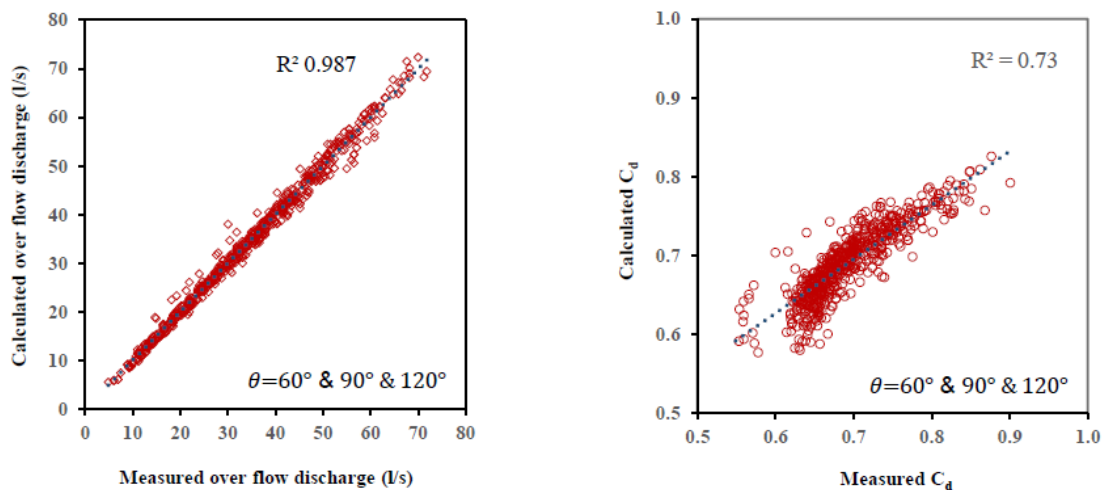 80
70
60
50
40
30
20
10
0
Calculated over flow discharge (l/s)
R² 0.987
θ=60° & 90° & 120°
0 10 20 30 40 50 60 70 80
Measured over flow discharge (l/s)
1.0
0.9
0.8
0.7
0.6
0.5
Calculated C_d
R² = 0.73
θ=60° & 90° & 120°
0.5 0.6 0.7 0.8 0.9 1.0
Measured C_d